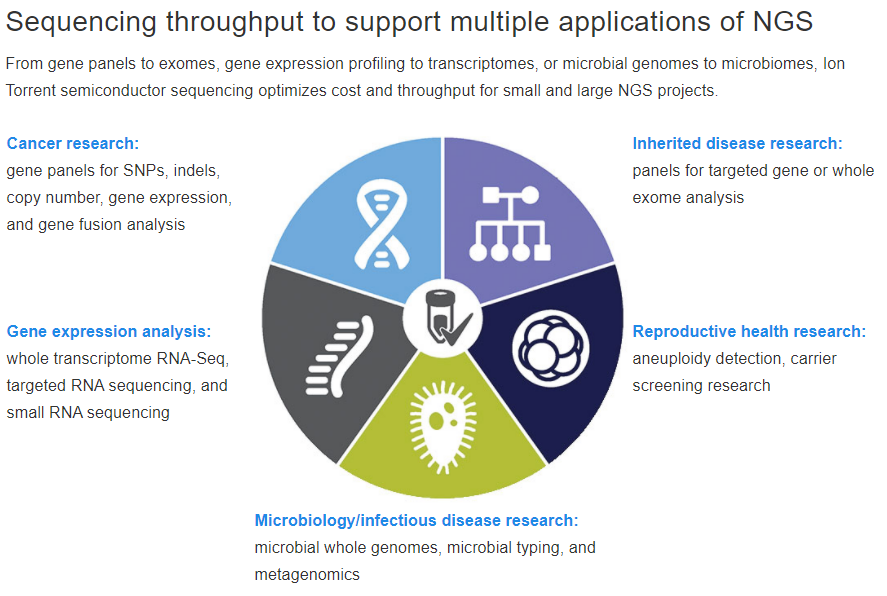 Sequencing throughput to support multiple applications of NGS
From gene panels to exomes, gene expression profiling to transcriptomes, or microbial genomes to microbiomes, Ion
Torrent semiconductor sequencing optimizes cost and throughput for small and large NGS projects.
Cancer research:
gene panels for SNPs, indels,
copy number, gene expression,
and gene fusion analysis
Inherited disease research:
panels for targeted gene or whole
exome analysis
Gene expression analysis:
whole transcriptome RNA-Seq,
targeted RNA sequencing, and
small RNA sequencing
Reproductive health research:
aneuploidy detection, carrier
screening research
Microbiology/infectious disease research:
microbial whole genomes, microbial typing, and
metagenomics